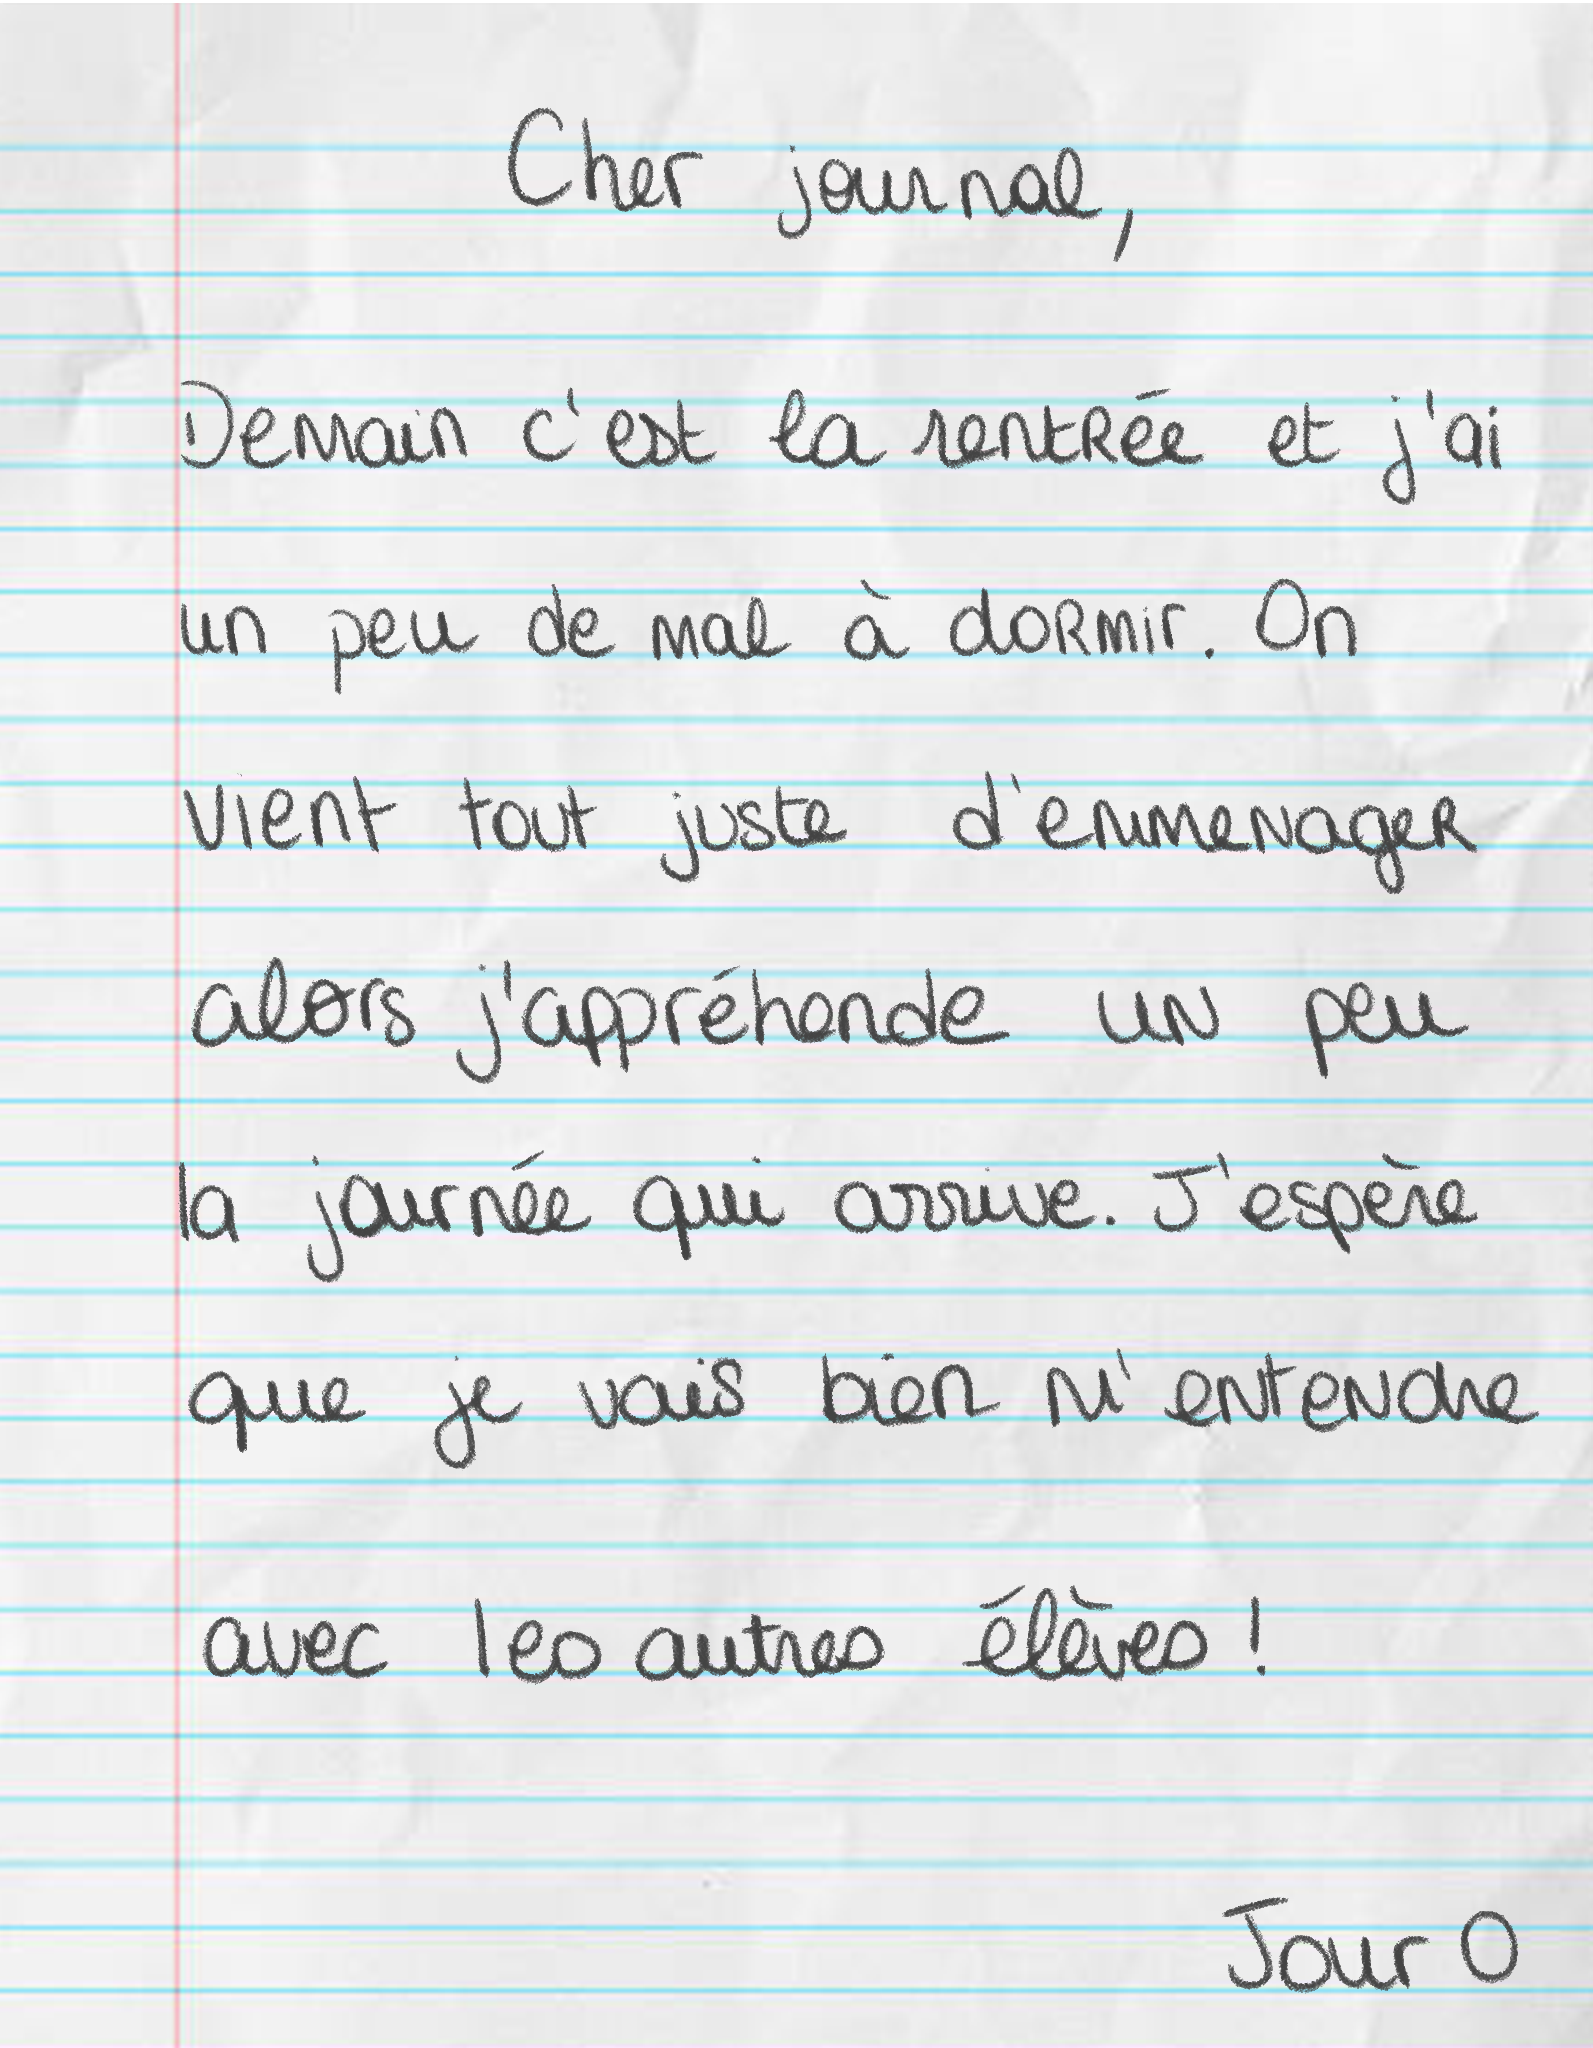 Cher journal,
Demain c'est la rentrée et j'ai
un peu de mal à dormir. On
vient tout juste d'emmenager
alors j'appréhende un peu
la journée qui arrive. J'espère
que je vais bien m'entendre
avec les autres élèves !
Jour 0